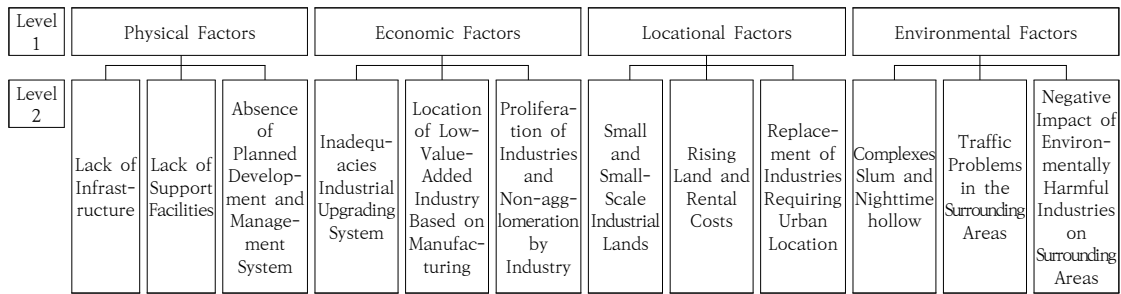 Level
1
Physical Factors
Economic Factors
Locational Factors
Environmental Factors
Level
2
Lack of
Infrast-
ructure
Lack of
Support
Facilities
Absence
of
Planned
Develop-
ment and
Manage-
ment
System
Inadequ-
acies
Industrial
Upgrading
System
Location
of Low-
Value-
Added
Industry
Based on
Manufac-
turing
Prolifera-
tion of
Industries
and
Non-agg-
lomeration
by
Industry
Small
and
Small-
Scale
Industrial
Lands
Rising
Land and
Rental
Costs
Replace-
ment of
Industries
Requiring
Urban
Location
Complexes
Slum and
Nighttime
hollow
Traffic
Problems
in the
Surrounding
Areas
Negative
Impact of
Environ-
mentally
Harmful
Industries
on
Surrounding
Areas